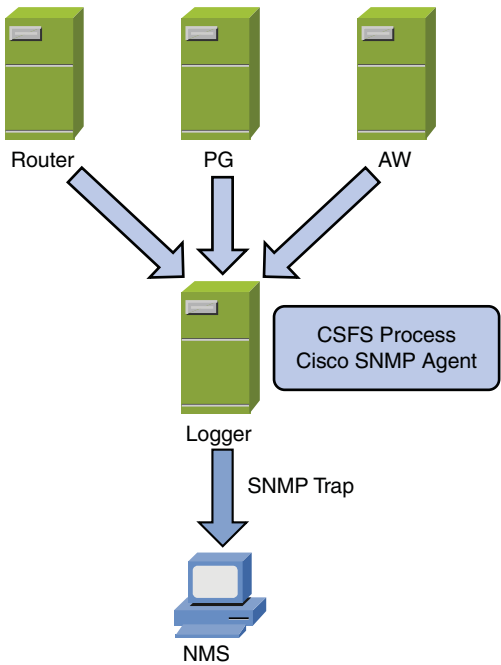 Router
PG
AW
CSFS Process
Cisco SNMP Agent
Logger
SNMP Trap
NMS